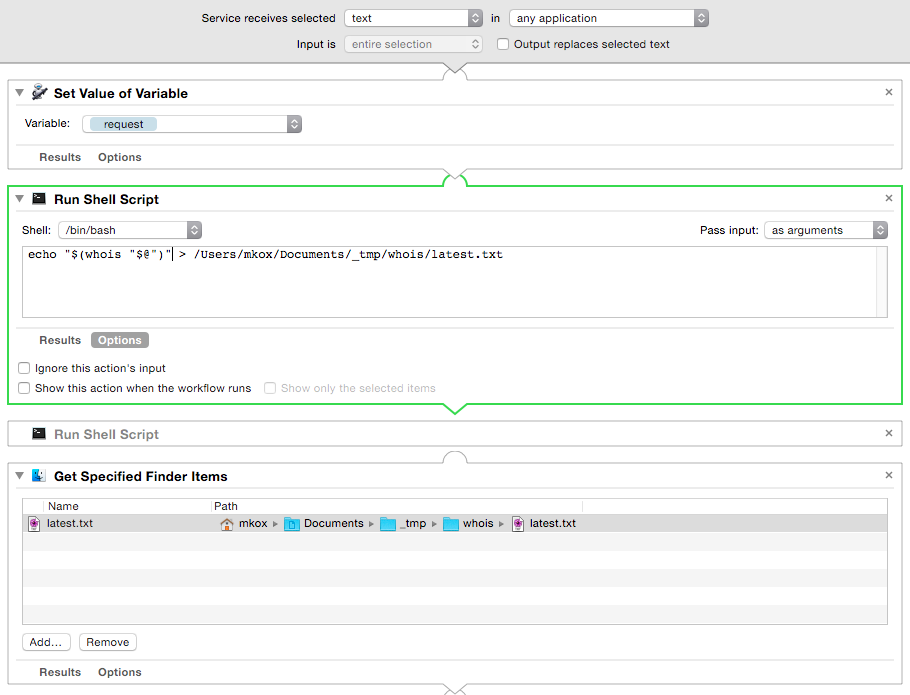 Service receives selected text in any application
Input is entire selection Output replaces selected text
Set Value of Variable
Variable: request
Results Options
Run Shell Script
Shell: /bin/bash Pass input: as arguments
echo "$(whois "$@")" > /Users/mkox/Documents/_tmp/whois/latest.txt
Results Options
Ignore this action's input
Show this action when the workflow runs Show only the selected items
Run Shell Script
Get Specified Finder Items
Name Path
latest.txt mkox Documents _tmp whois latest.txt
Add... Remove
Results Options